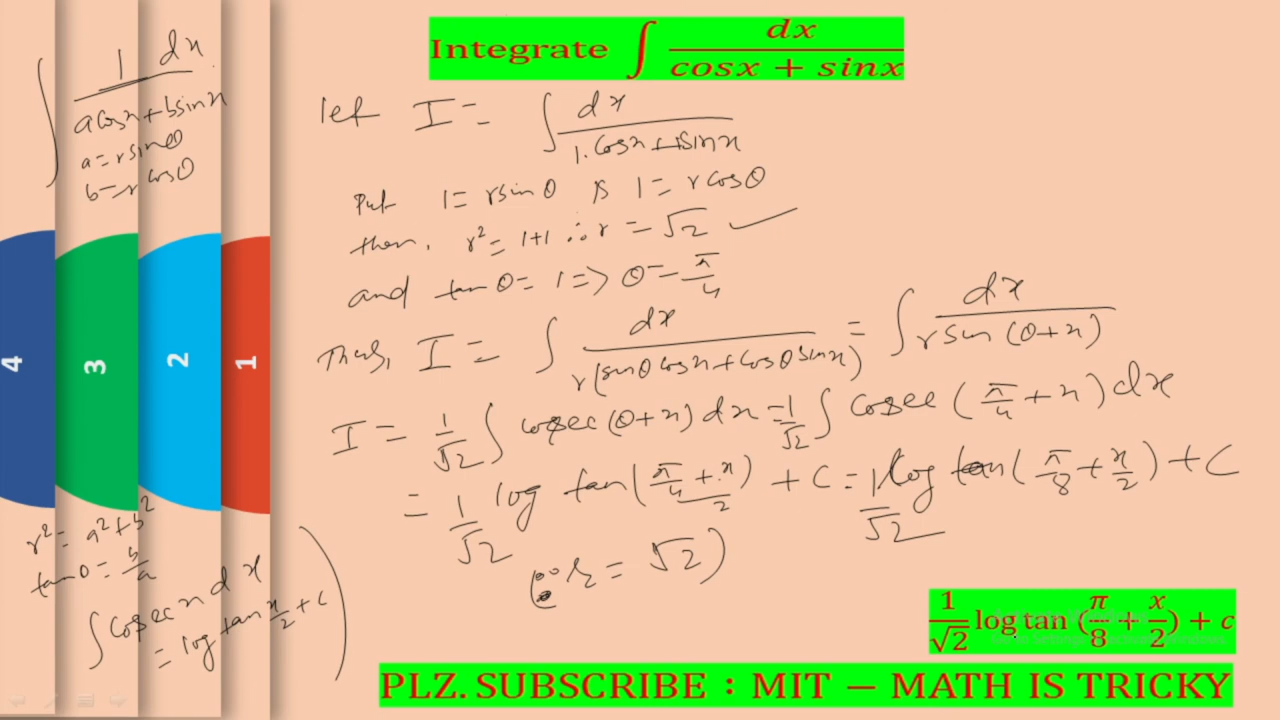 Integrate ∫ dx / (cosx + sinx)
∫ 1 dx / (a cosx + b sinx)
a = r sinθ
b = r cosθ
let I = ∫ dx / (1. cosx + 1 sinx)
Put 1 = r sinθ & 1 = r cosθ
then, r² = 1+1 ∴ r = √2 ✓
and tan θ = 1 => θ = π/4
Thus, I = ∫ dx / r(sinθ cosx + cosθ sinx) = ∫ dx / r sin(θ+x)
I = 1/√2 ∫ cosec(θ+x) dx = 1/√2 ∫ cosec(π/4 + x) dx
= 1/√2 log tan((π/4 + x)/2) + C = 1/√2 log tan(π/8 + x/2) + C
(∵ r = √2)
4
3
2
1
r² = a² + b²
tanθ = b/a
∫ cosec x dx
= log tan x/2 + c
1/√2 log tan (π/8 + x/2) + c
PLZ. SUBSCRIBE : MIT − MATH IS TRICKY